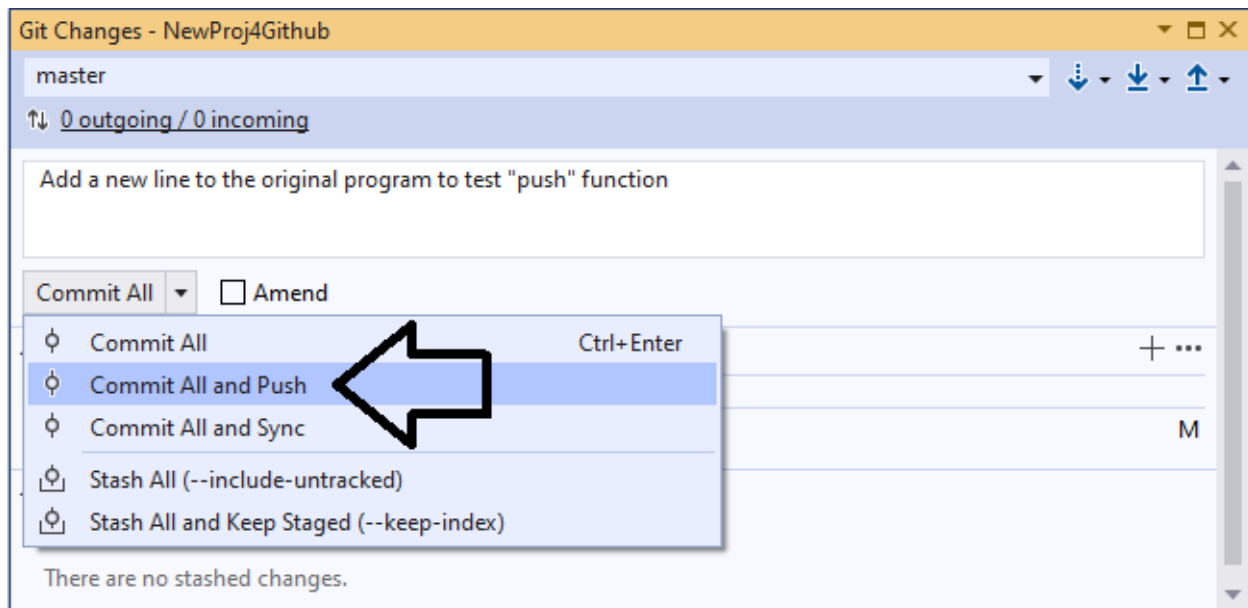 Git Changes - NewProj4Github
master
0 outgoing / 0 incoming
Add a new line to the original program to test "push" function
Commit All Amend
Commit All Ctrl+Enter
Commit All and Push
Commit All and Sync
M
Stash All (--include-untracked)
Stash All and Keep Staged (--keep-index)
There are no stashed changes.